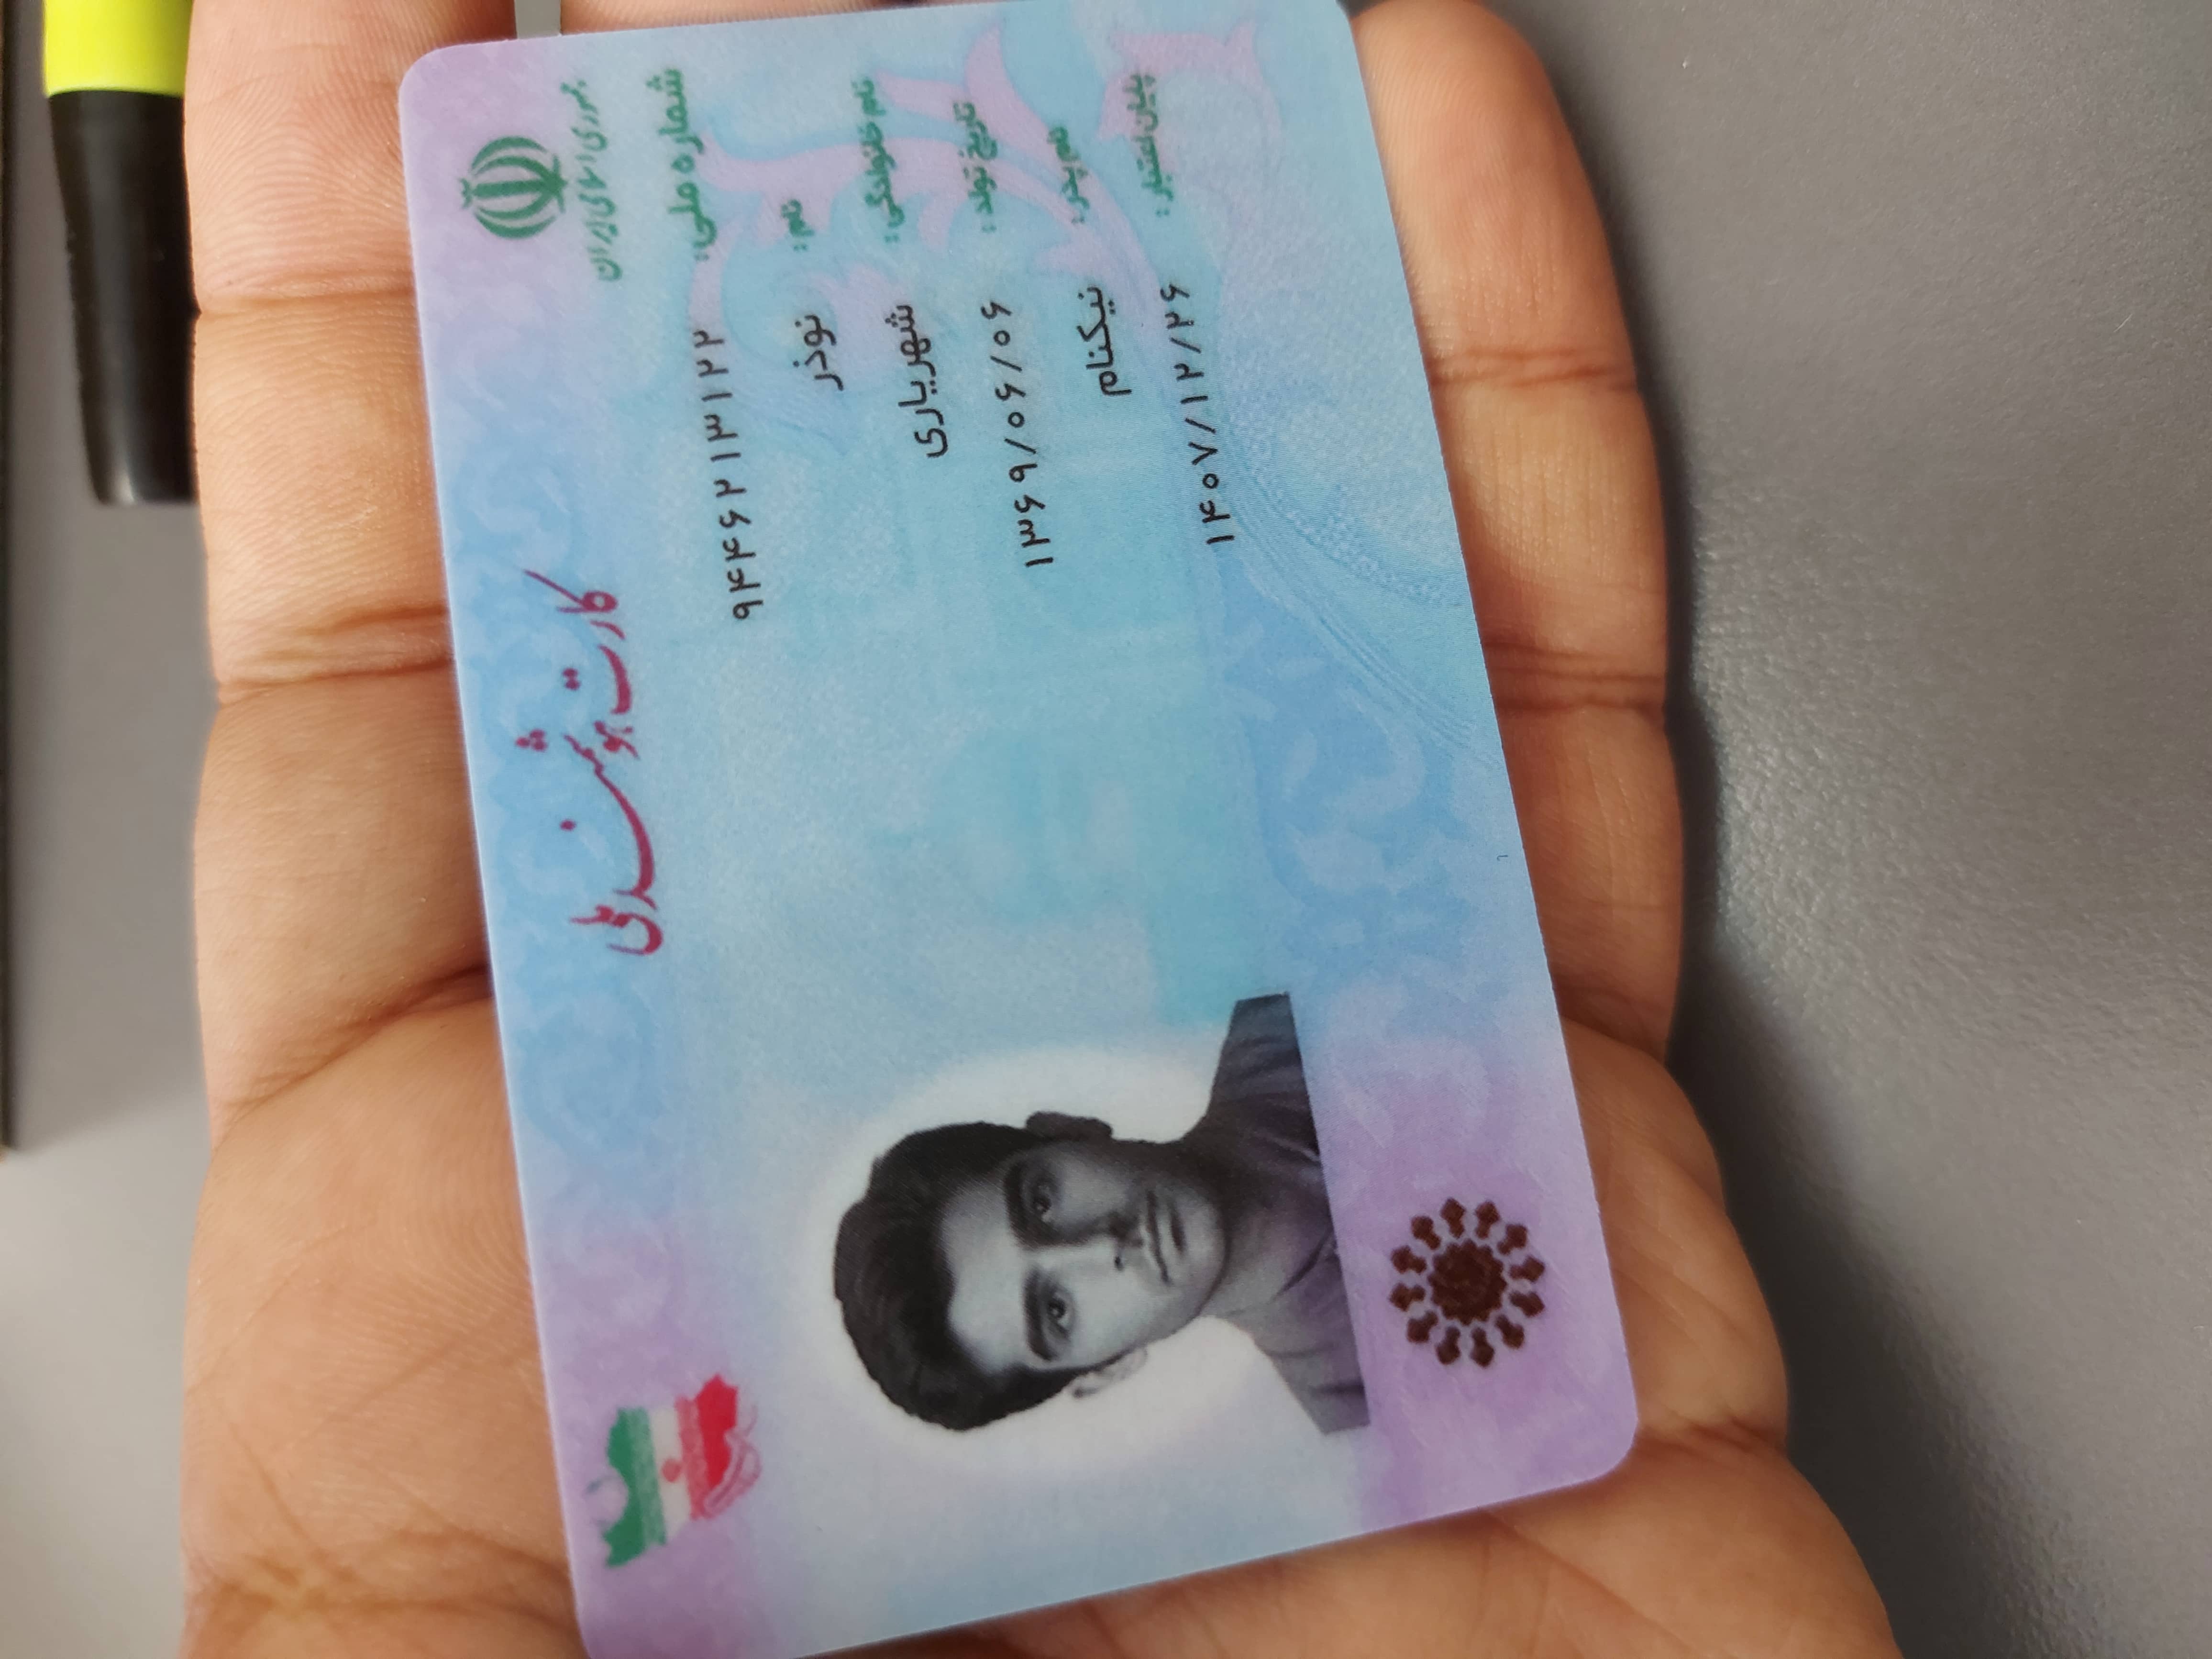 جمهوری اسلامی ایران
کارت هوشمند ملی
شماره ملی: ۹۴۴۶۲۱۳۱۲۲
نام: نوذر
نام خانوادگی: شهریاری
تاریخ تولد: ۱۳۶۹/۰۶/۰۶
نام پدر: نیکنام
پایان اعتبار: ۱۴۰۷/۱۲/۲۶